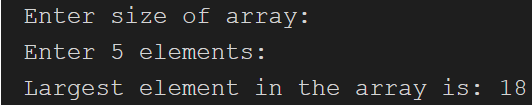 Enter size of array:
Enter 5 elements:
Largest element in the array is: 18